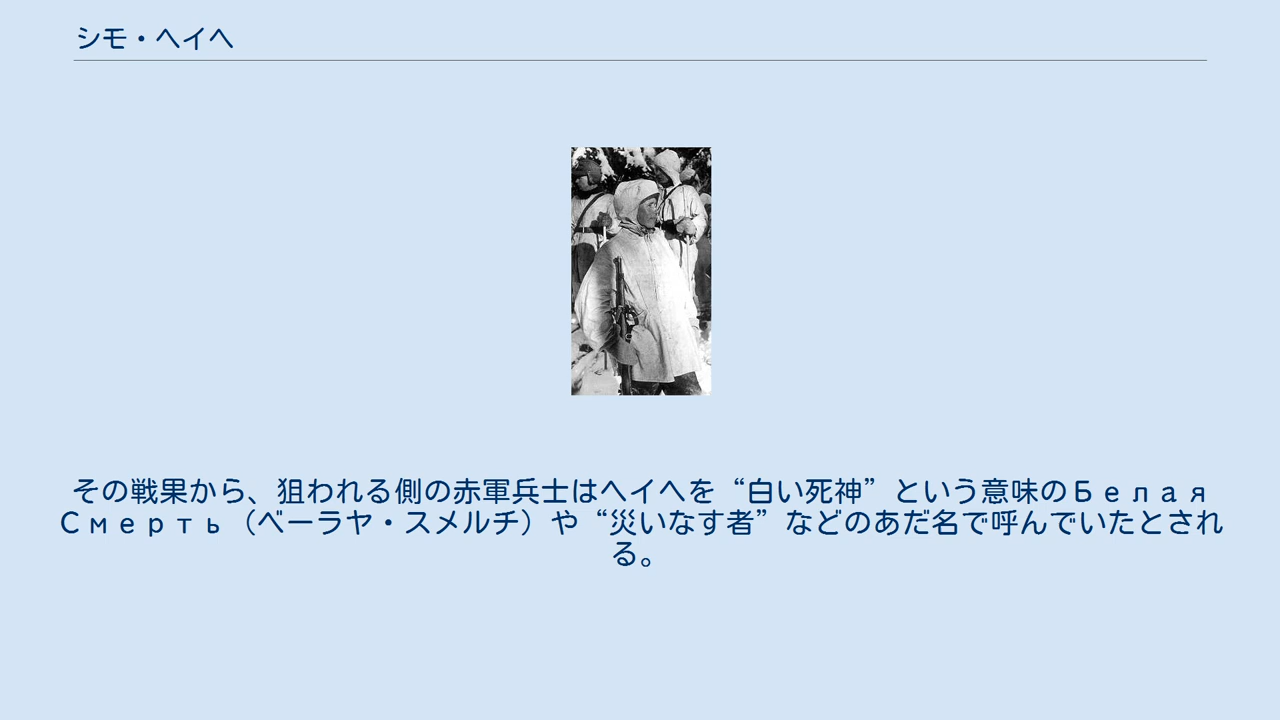 シモ・ヘイヘ
その戦果から、狙われる側の赤軍兵士はヘイヘを“白い死神”という意味のБｅлая
Смерть（ベーラヤ・スメルチ）や“災いなす者”などのあだ名で呼んでいたとされ
る。